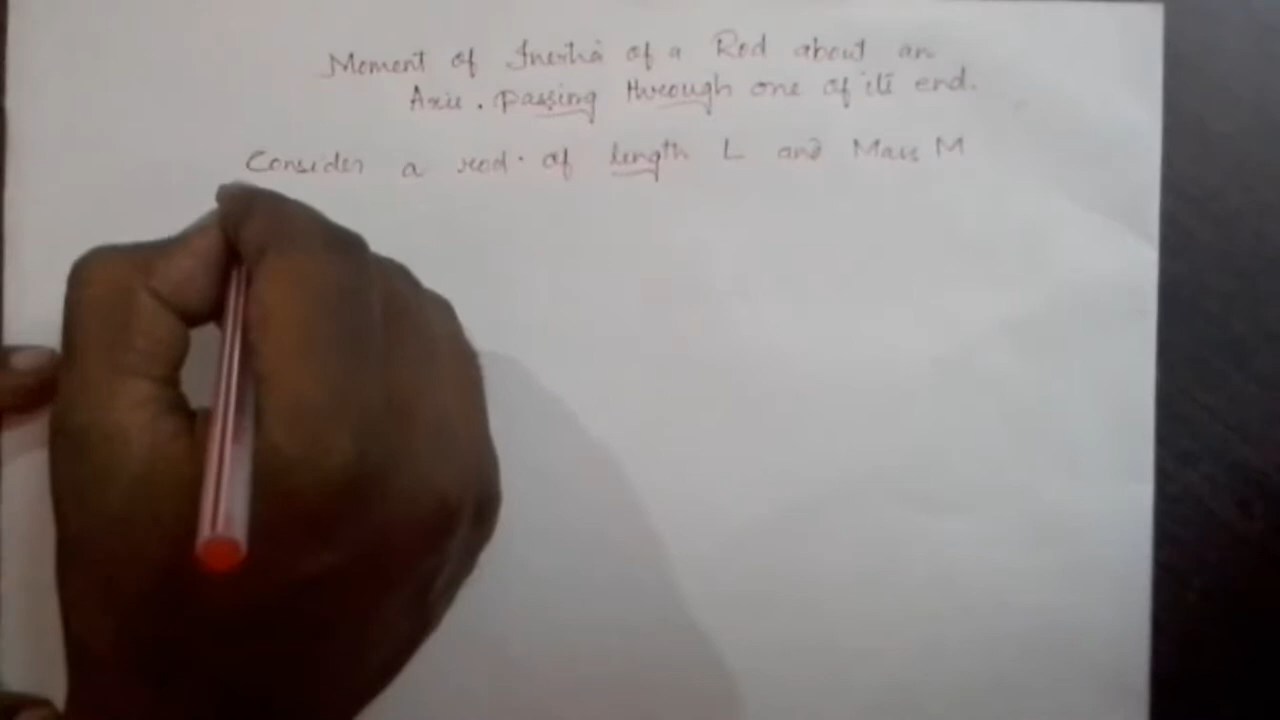 Moment of Inertia of a Rod about an
Axis. passing through one of its end.
Consider a rod. of length L and Mass M